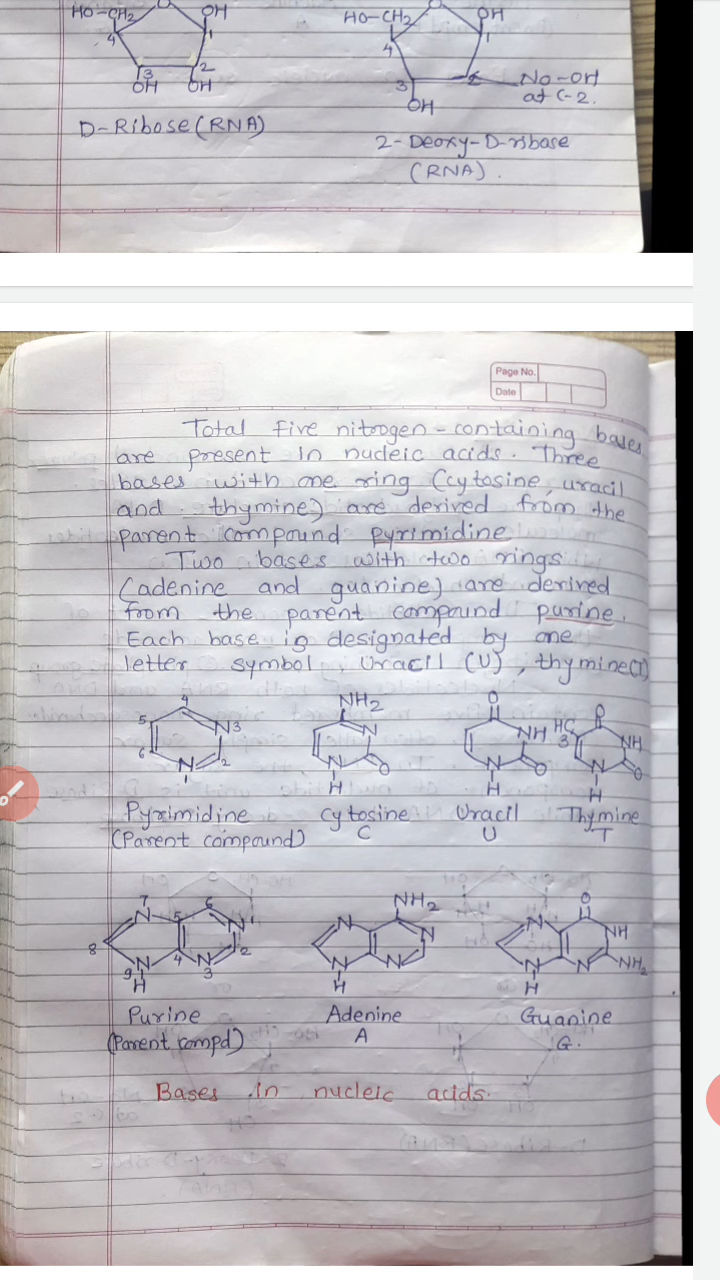 HO-CH2 OH
4 1
3 2
OH OH
D-Ribose (RNA)
HO-CH2 OH
4 1
3 2 No-OH
at C-2.
OH
2-Deoxy-D-ribose
(RNA).
Page No.
Date
Total Five nitrogen-containing bases
are present in nucleic acids. Three
bases with one ring (cytosine, uracil
and thymine) are derived from the
parent compound pyrimidine
Two bases with two rings
(adenine and guanine) are derived
from the parent compound purine.
Each base is designated by one
letter symbol, Uracil (U), thymine(T)
4
5 N3
6 2
N
1
NH2
N
N O
H
O
NH
N O
H
O
H3C
NH
N O
H
Pyrimidine
(Parent compound)
Cytosine
C
Uracil
U
Thymine
T
7 6
N 5 N1
8 2
9 N 4 N
H 3
NH2
N N
N N
H
O
N NH
N N NH2
H
Purine
(Parent compd)
Adenine
A
Guanine
G.
Bases in nucleic acids.